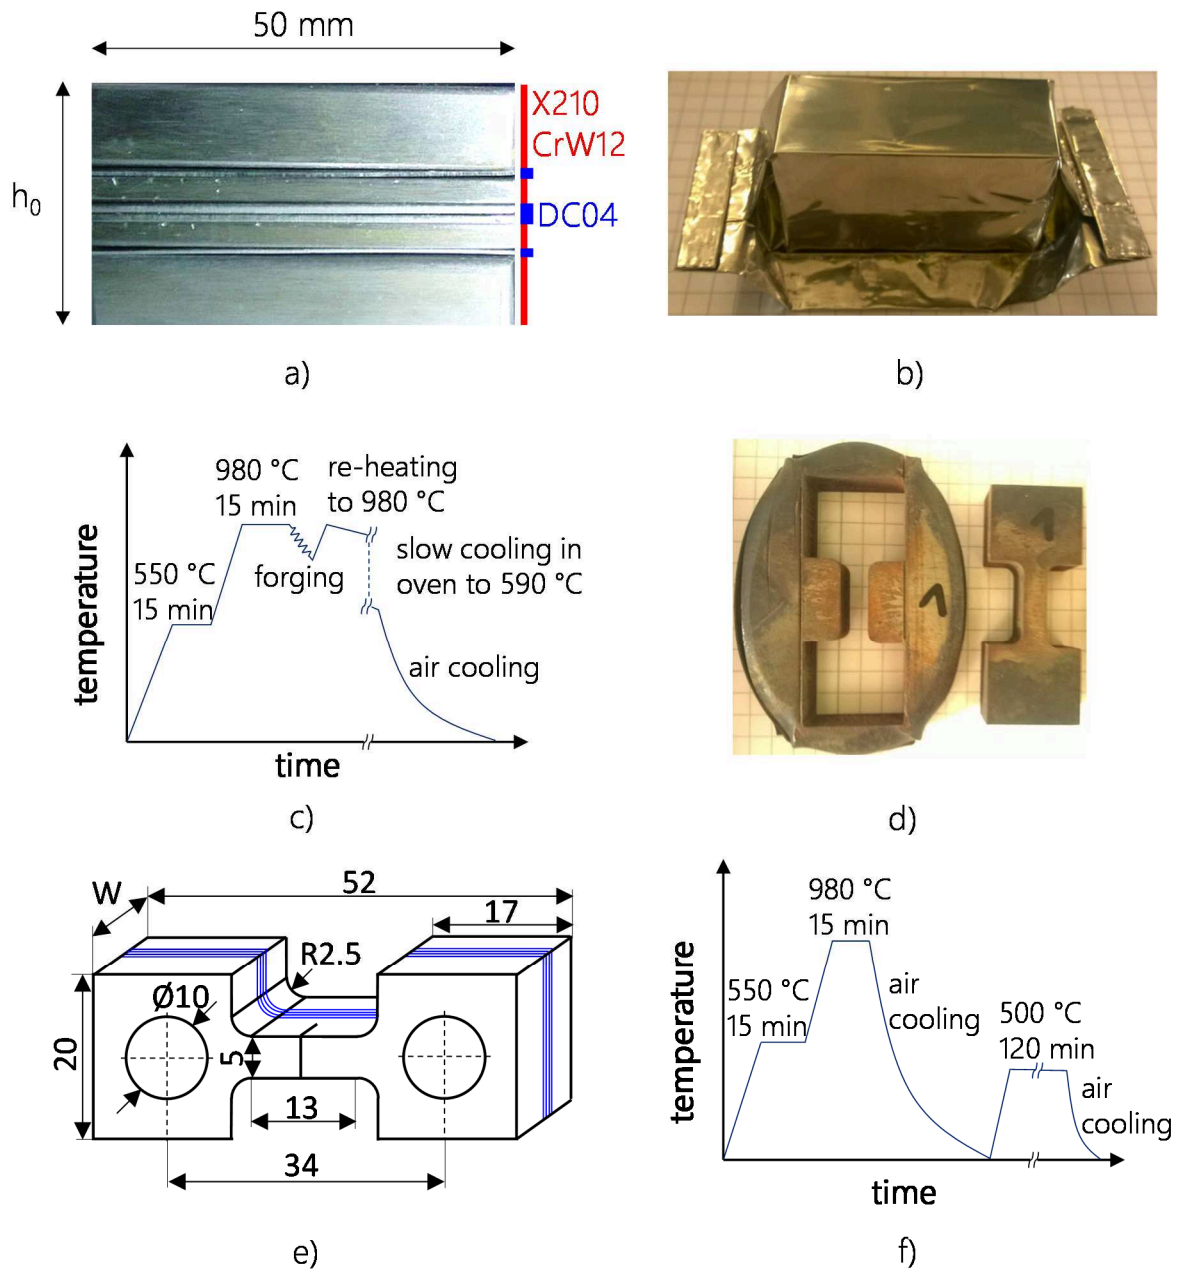 50 mm
h0
X210
CrW12
DC04
a)
b)
980 °C
15 min
re-heating
to 980 °C
550 °C
15 min
forging
slow cooling in
oven to 590 °C
air cooling
temperature
time
c)
1
1
d)
W
52
17
R2.5
Ø10
20
5
13
34
e)
980 °C
15 min
550 °C
15 min
air
cooling
500 °C
120 min
air
cooling
temperature
time
f)